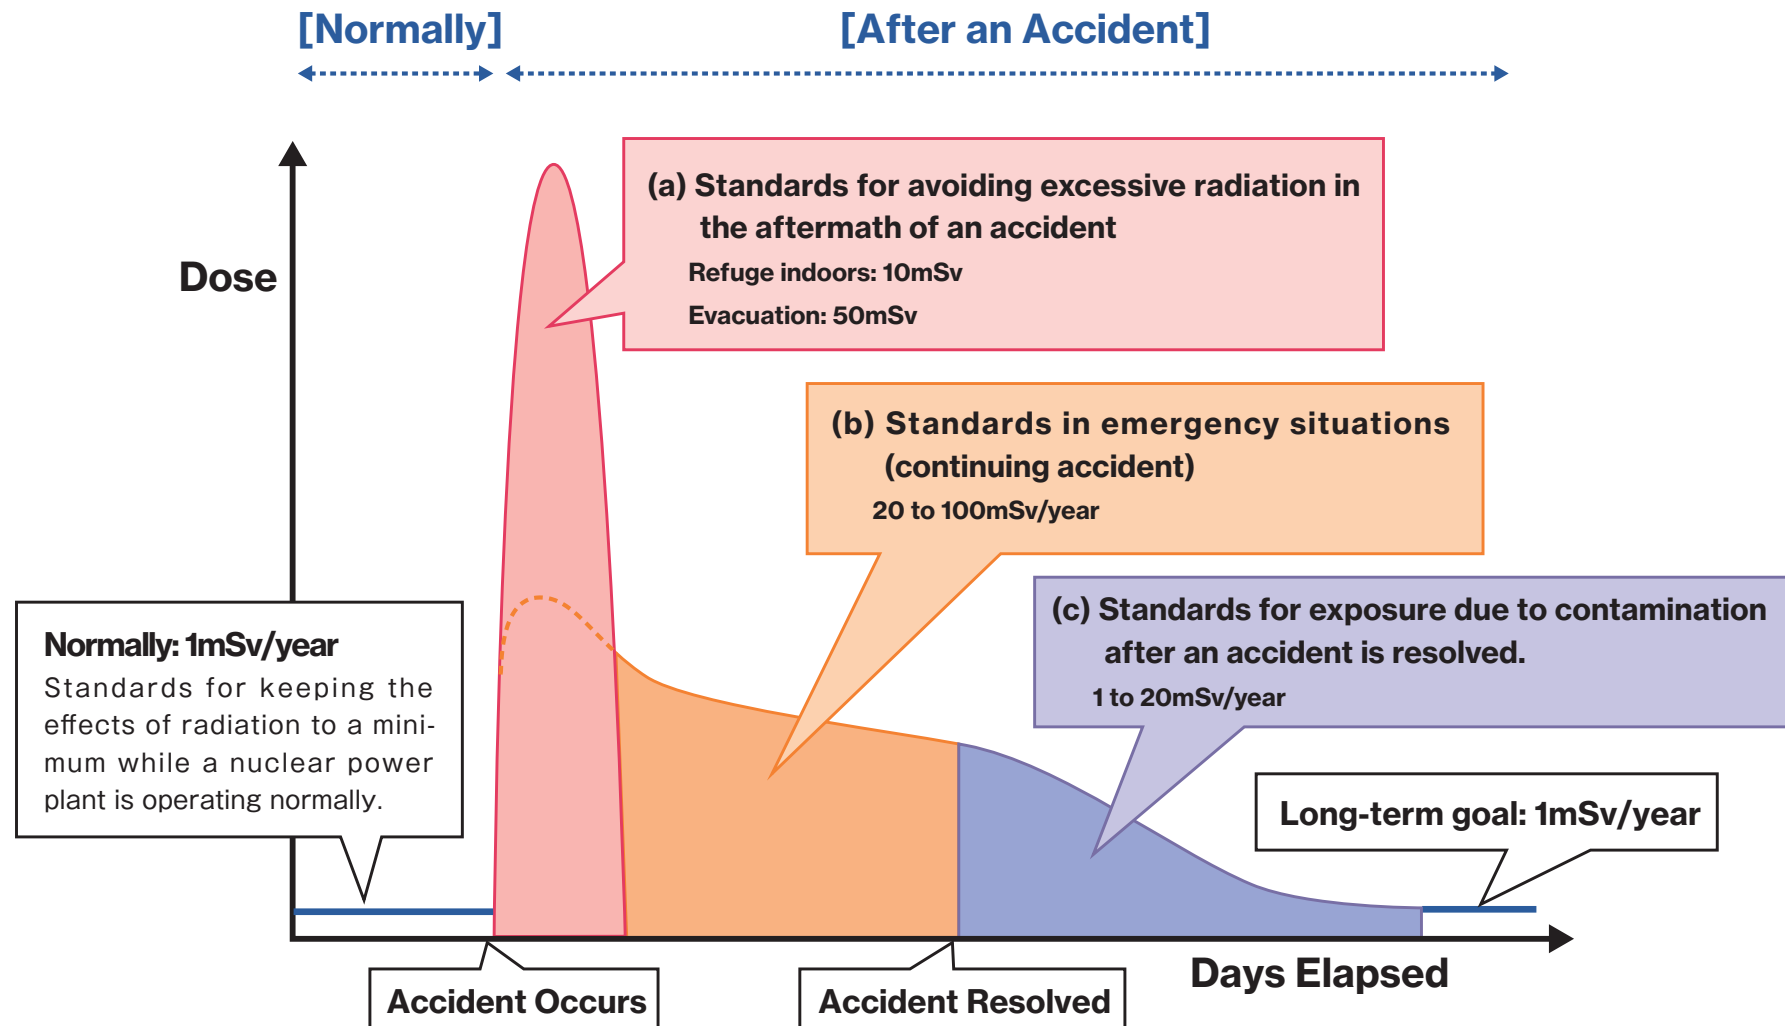 [Normally]
[After an Accident]
(a) Standards for avoiding excessive radiation in
the aftermath of an accident
Refuge indoors: 10mSv
Evacuation: 50mSv
Dose
(b) Standards in emergency situations
(continuing accident)
20 to 100mSv/year
(c) Standards for exposure due to contamination
after an accident is resolved.
1 to 20mSv/year
Normally: 1mSv/year
Standards for keeping the
effects of radiation to a mini-
mum while a nuclear power
plant is operating normally.
Long-term goal: 1mSv/year
Days Elapsed
Accident Occurs
Accident Resolved